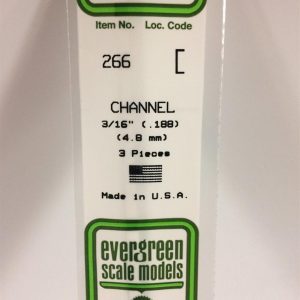 Item No. Loc. Code
266
CHANNEL
3/16" (.188)
(4.8 mm)
3 Pieces
Made in U.S.A.
evergreen
scale models